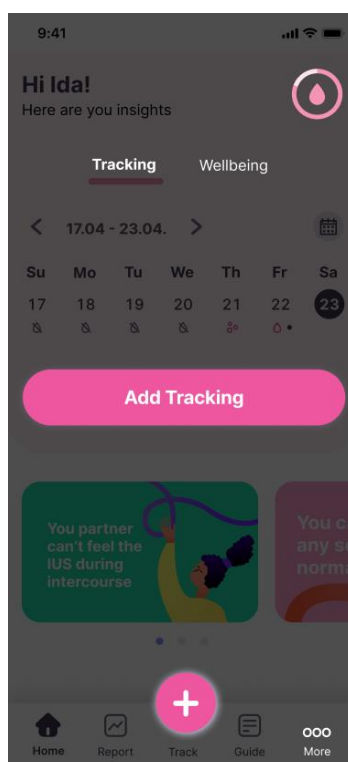 9:41
Hi Ida!
Here are you insights
Tracking Wellbeing
17.04 - 23.04.
Su Mo Tu We Th Fr Sa
17 18 19 20 21 22 23
Add Tracking
You partner
can't feel the
IUS during
intercourse
You c
any s
norma
Home Report Track Guide More